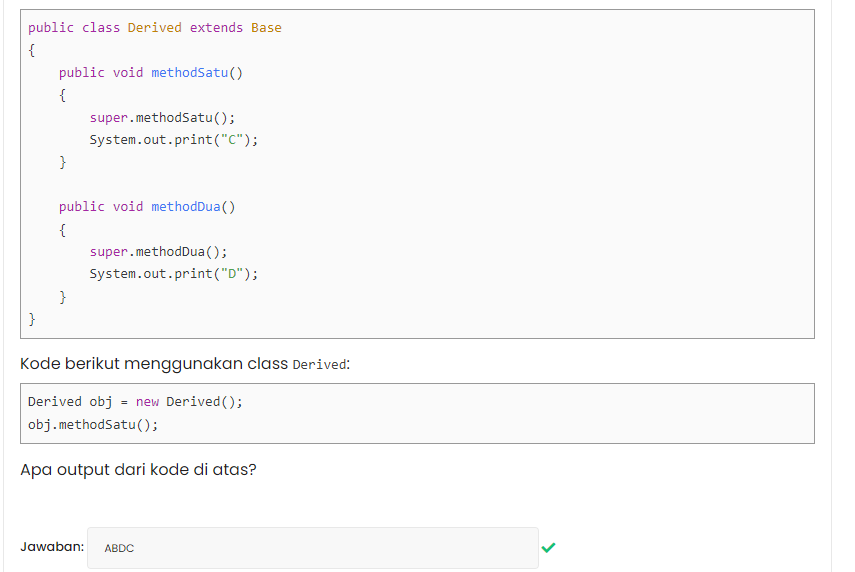 public class Derived extends Base
{
    public void methodSatu()
    {
        super.methodSatu();
        System.out.print("C");
    }

    public void methodDua()
    {
        super.methodDua();
        System.out.print("D");
    }
}
Kode berikut menggunakan class Derived:
Derived obj = new Derived();
obj.methodSatu();
Apa output dari kode di atas?
Jawaban: ABDC